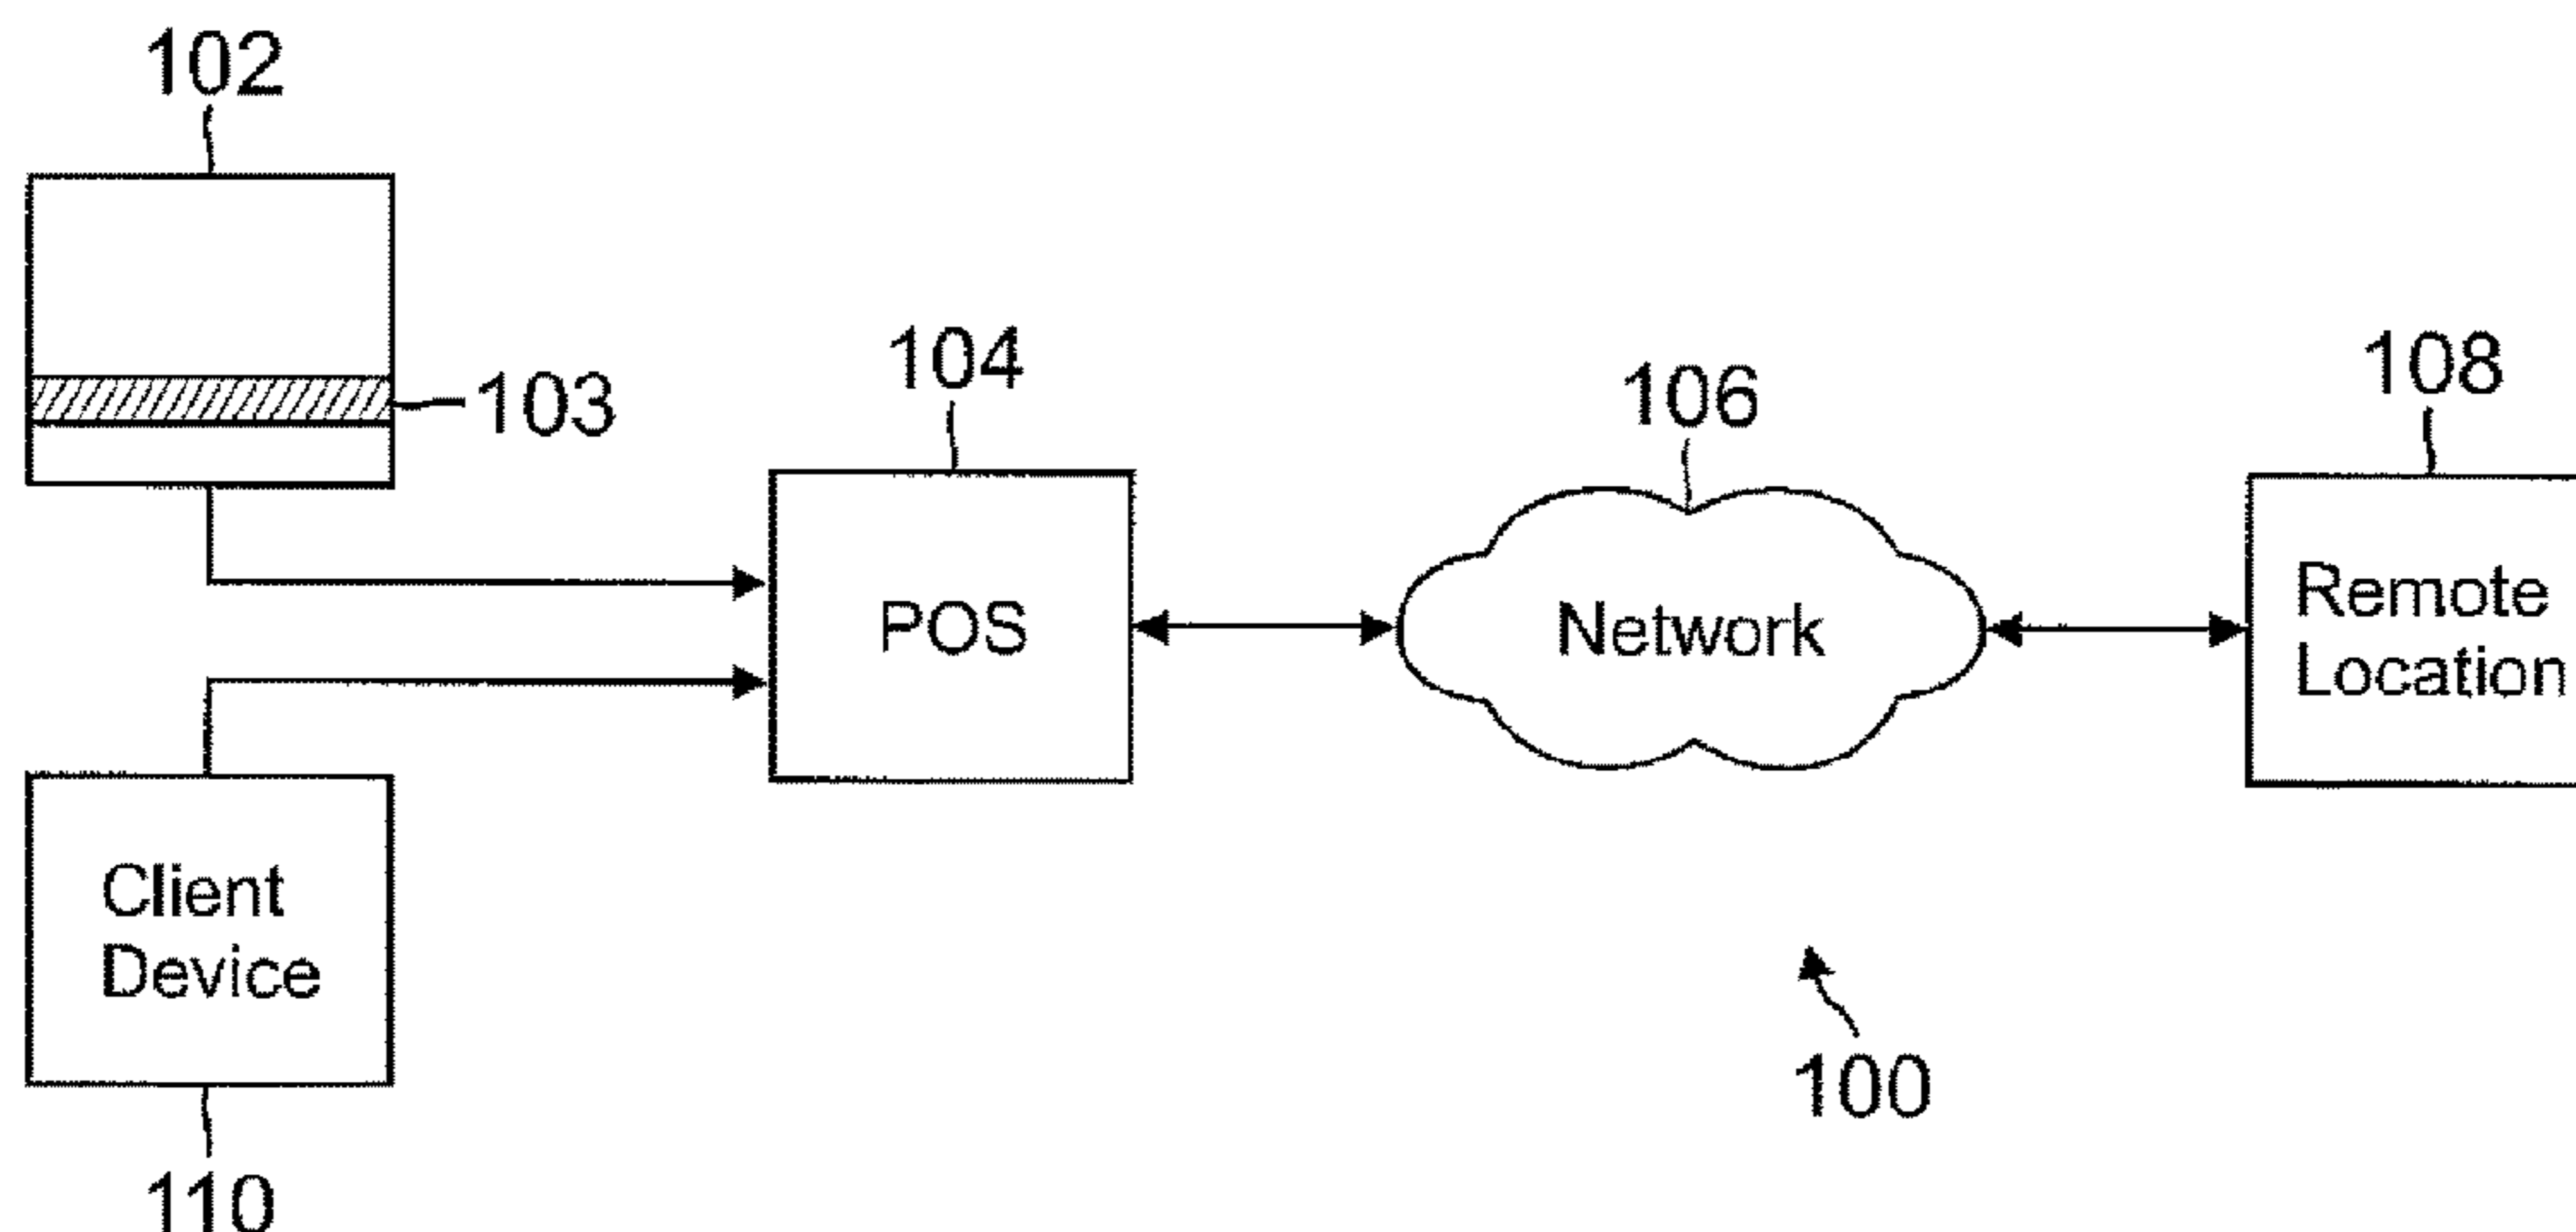 102
103
104
106
108
POS
Network
Remote
Location
Client
Device
100
110